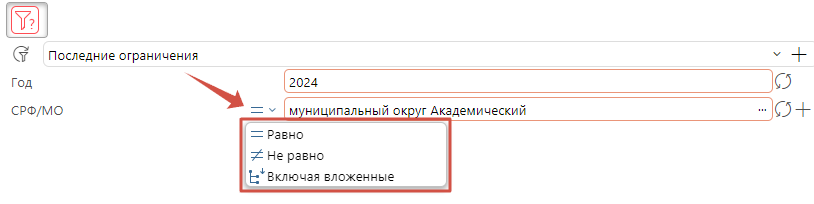 Последние ограничения
Год 2024
СРФ/МО = муниципальный округ Академический ...
= Равно
≠ Не равно
Включая вложенные